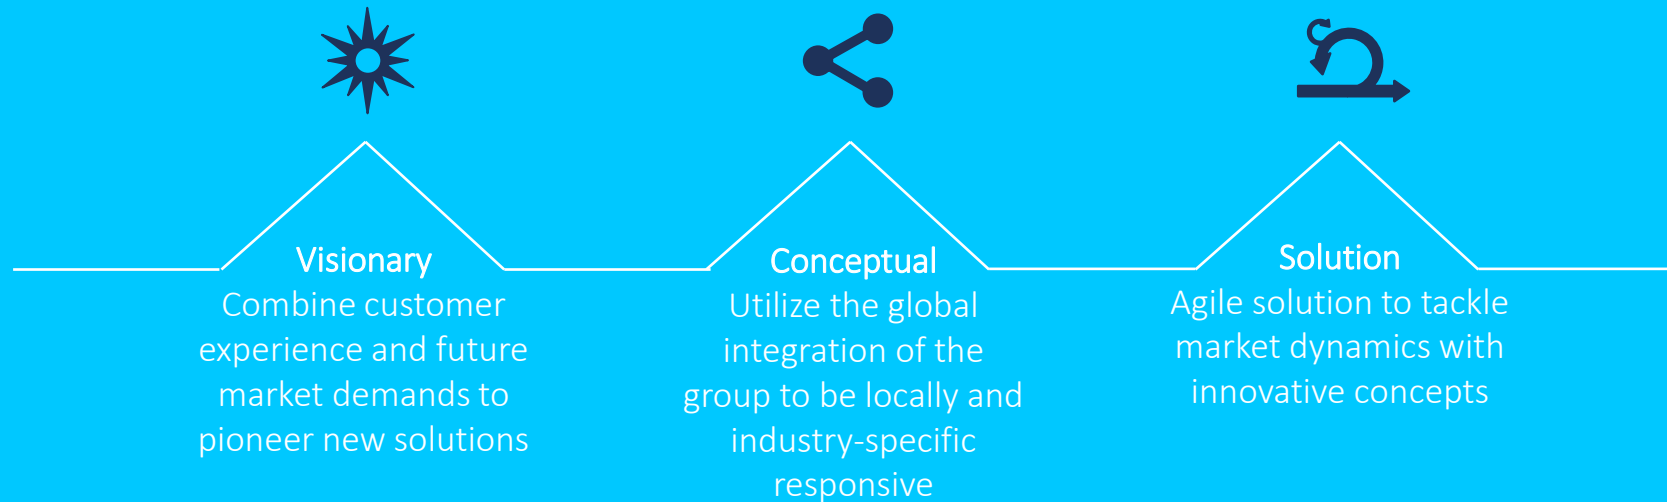 Visionary
Combine customer
experience and future
market demands to
pioneer new solutions
Conceptual
Utilize the global
integration of the
group to be locally and
industry-specific
responsive
Solution
Agile solution to tackle
market dynamics with
innovative concepts